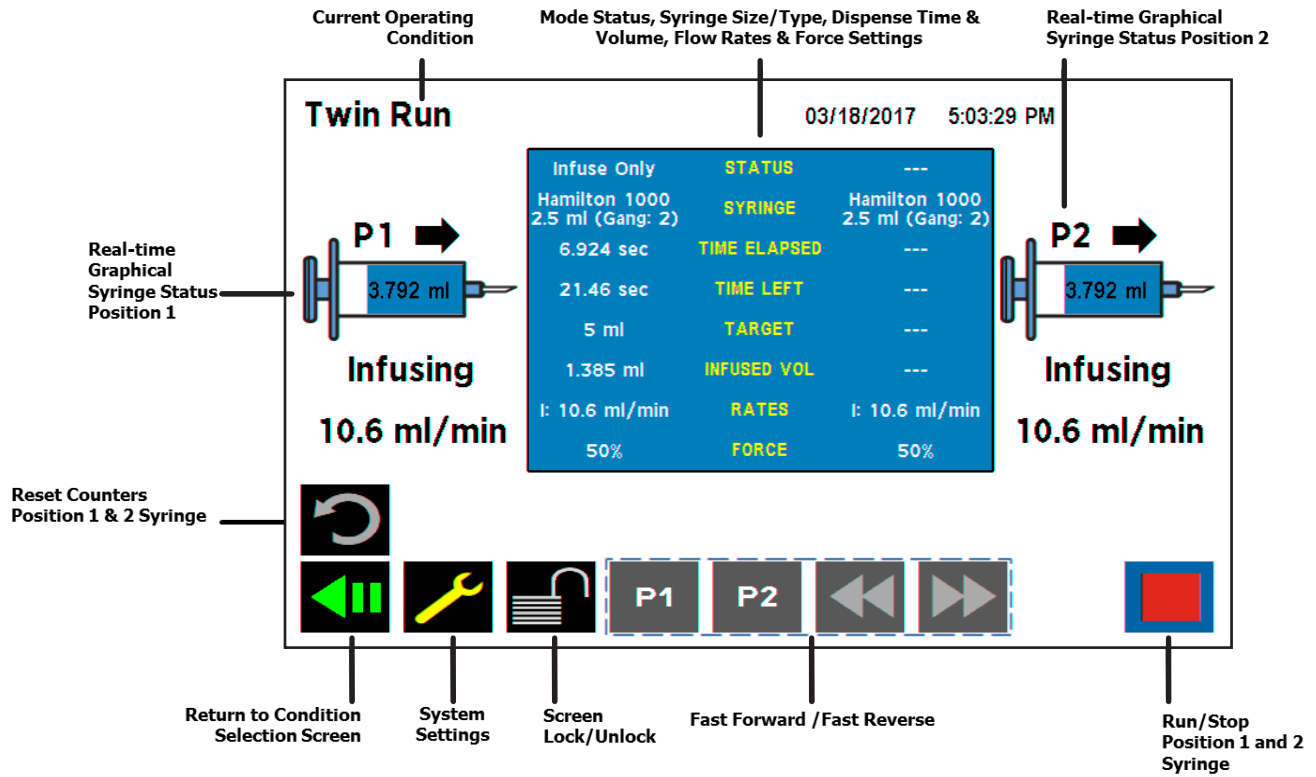 Current Operating
Condition
Mode Status, Syringe Size/Type, Dispense Time &
Volume, Flow Rates & Force Settings
Real-time Graphical
Syringe Status Position 2
Twin Run
03/18/2017 5:03:29 PM
Infuse Only STATUS ---
Hamilton 1000 Hamilton 1000
2.5 ml (Gang: 2) SYRINGE 2.5 ml (Gang: 2)
6.924 sec TIME ELAPSED ---
21.46 sec TIME LEFT ---
5 ml TARGET ---
1.385 ml INFUSED VOL ---
I: 10.6 ml/min RATES I: 10.6 ml/min
50% FORCE 50%
Real-time
Graphical
Syringe Status
Position 1
P1
3.792 ml
Infusing
10.6 ml/min
P2
3.792 ml
Infusing
10.6 ml/min
Reset Counters
Position 1 & 2 Syringe
P1
P2
Return to Condition
Selection Screen
System
Settings
Screen
Lock/Unlock
Fast Forward /Fast Reverse
Run/Stop
Position 1 and 2
Syringe